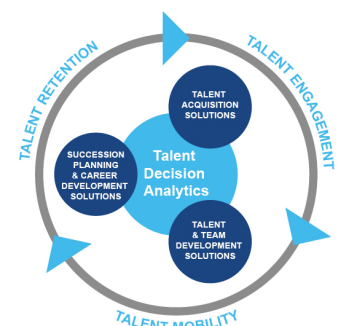 TALENT RETENTION
TALENT ENGAGEMENT
TALENT
ACQUISITION
SOLUTIONS
SUCCESSION
PLANNING
& CAREER
DEVELOPMENT
SOLUTIONS
Talent
Decision
Analytics
TALENT
& TEAM
DEVELOPMENT
SOLUTIONS
TALENT MOBILITY